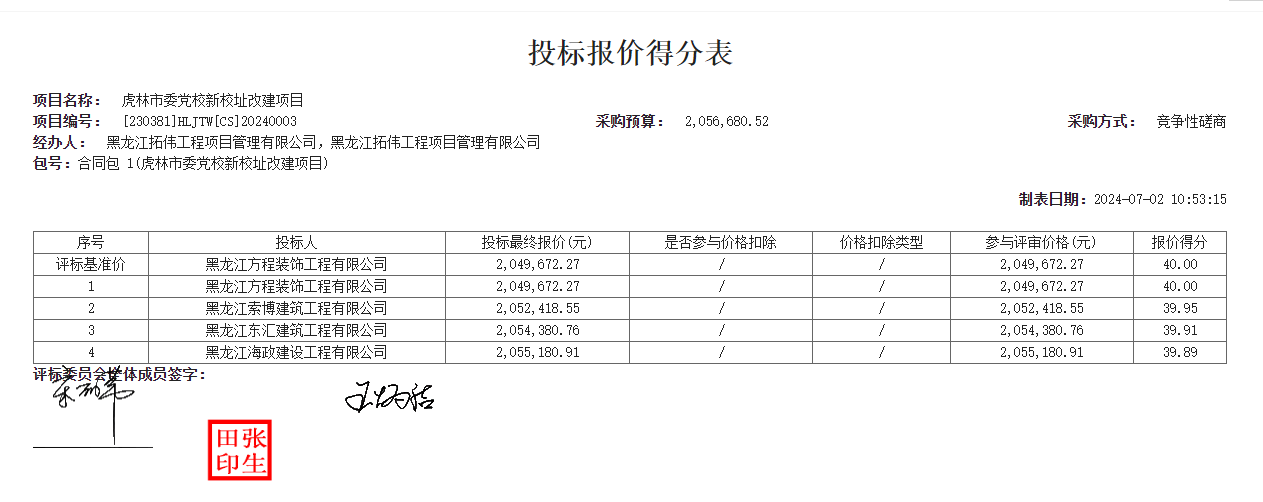 投标报价得分表
项目名称： 虎林市委党校新校址改建项目
项目编号： [230381]HLJTW[CS]20240003 采购预算： 2,056,680.52 采购方式： 竞争性磋商
经办人： 黑龙江拓伟工程项目管理有限公司，黑龙江拓伟工程项目管理有限公司
包号：合同包 1(虎林市委党校新校址改建项目)
制表日期：2024-07-02 10:53:15
序号 投标人 投标最终报价(元) 是否参与价格扣除 价格扣除类型 参与评审价格(元) 报价得分
评标基准价 黑龙江方程装饰工程有限公司 2,049,672.27 / / 2,049,672.27 40.00
1 黑龙江方程装饰工程有限公司 2,049,672.27 / / 2,049,672.27 40.00
2 黑龙江索博建筑工程有限公司 2,052,418.55 / / 2,052,418.55 39.95
3 黑龙江东汇建筑工程有限公司 2,054,380.76 / / 2,054,380.76 39.91
4 黑龙江海政建设工程有限公司 2,055,180.91 / / 2,055,180.91 39.89
评标委员会全体成员签字：
张生田印